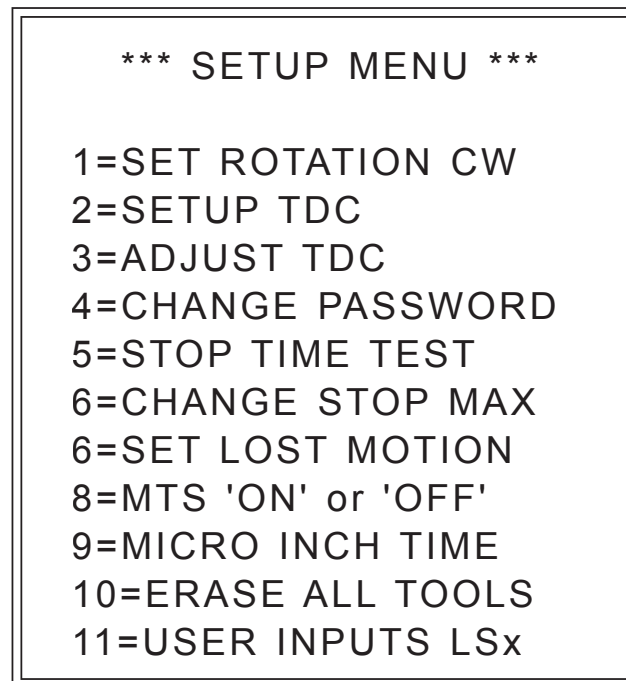 *** SETUP MENU ***
1=SET ROTATION CW
2=SETUP TDC
3=ADJUST TDC
4=CHANGE PASSWORD
5=STOP TIME TEST
6=CHANGE STOP MAX
6=SET LOST MOTION
8=MTS 'ON' or 'OFF'
9=MICRO INCH TIME
10=ERASE ALL TOOLS
11=USER INPUTS LSx